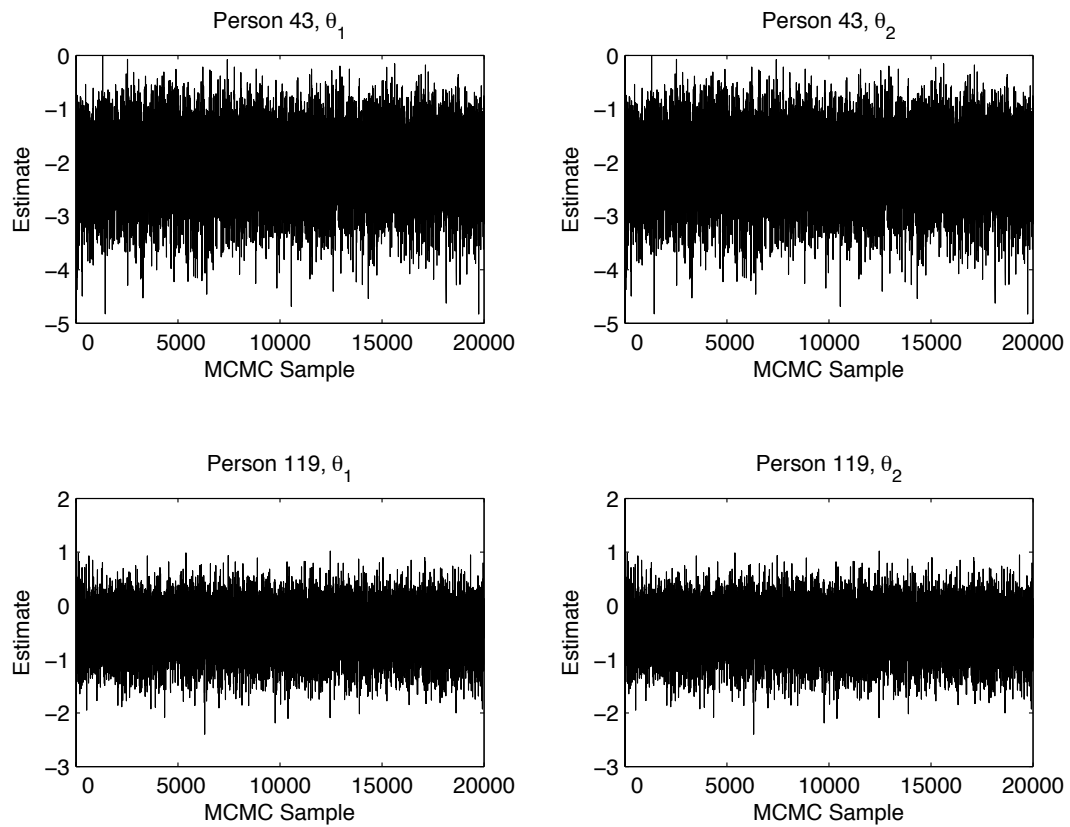 Person 43, θ1
Person 43, θ2
0
−1
−2
−3
−4
−5
Estimate
0 5000 10000 15000 20000
MCMC Sample
0
−1
−2
−3
−4
−5
Estimate
0 5000 10000 15000 20000
MCMC Sample
Person 119, θ1
Person 119, θ2
2
1
0
−1
−2
−3
Estimate
0 5000 10000 15000 20000
MCMC Sample
2
1
0
−1
−2
−3
Estimate
0 5000 10000 15000 20000
MCMC Sample